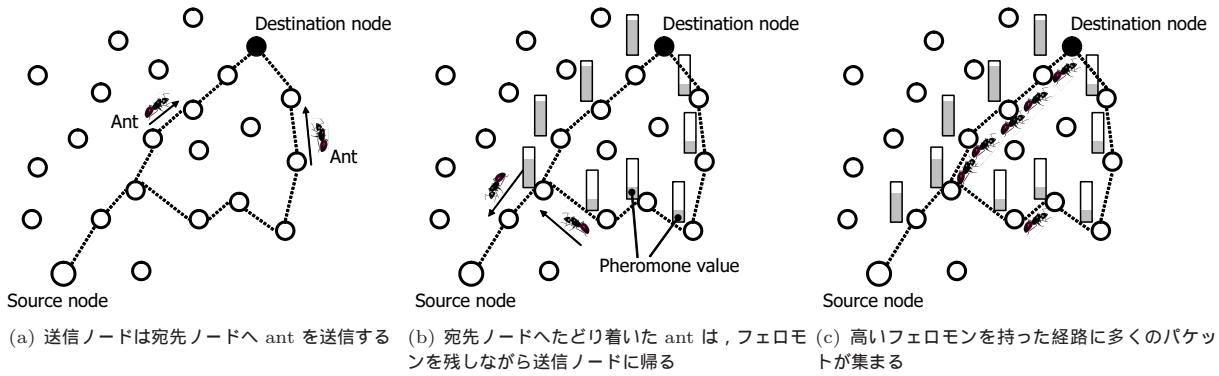 Destination node
Ant
Ant
Source node
(a) 送信ノードは宛先ノードへ ant を送信する
Destination node
Pheromone value
Source node
(b) 宛先ノードへたどり着いた ant は，フェロモ
ンを残しながら送信ノードに帰る
Destination node
Source node
(c) 高いフェロモンを持った経路に多くのパケッ
トが集まる